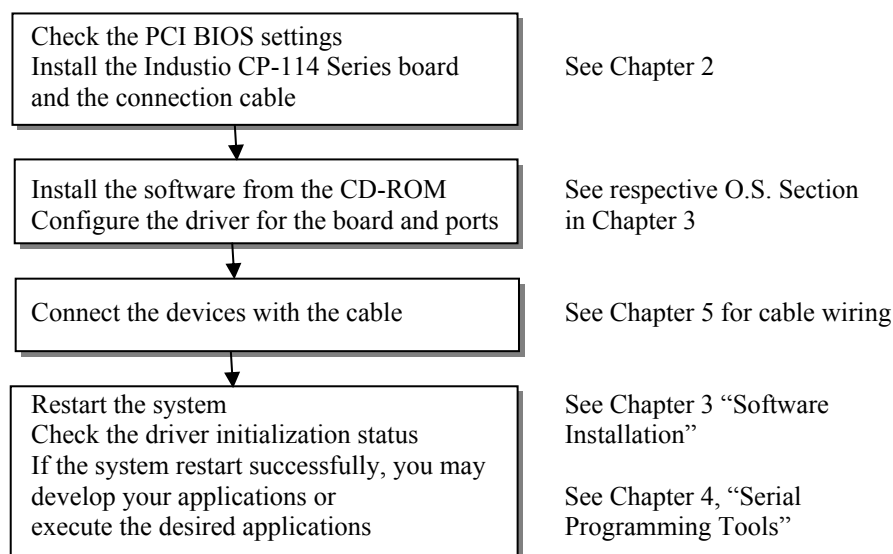 Check the PCI BIOS settings
Install the Industio CP-114 Series board
and the connection cable
See Chapter 2
Install the software from the CD-ROM
Configure the driver for the board and ports
See respective O.S. Section
in Chapter 3
Connect the devices with the cable
See Chapter 5 for cable wiring
Restart the system
Check the driver initialization status
If the system restart successfully, you may
develop your applications or
execute the desired applications
See Chapter 3 “Software
Installation”
See Chapter 4, “Serial
Programming Tools”